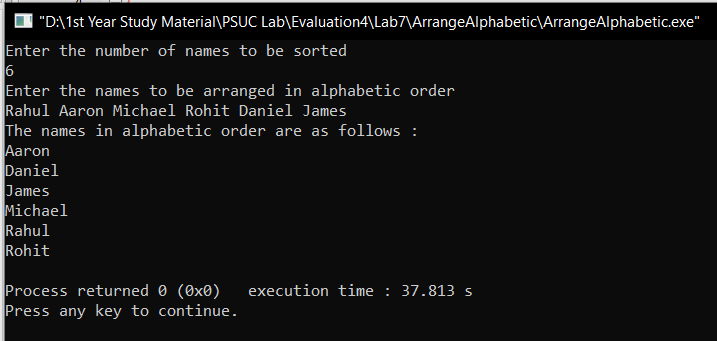 "D:\1st Year Study Material\PSUC Lab\Evaluation4\Lab7\ArrangeAlphabetic\ArrangeAlphabetic.exe"
Enter the number of names to be sorted
6
Enter the names to be arranged in alphabetic order
Rahul Aaron Michael Rohit Daniel James
The names in alphabetic order are as follows :
Aaron
Daniel
James
Michael
Rahul
Rohit
Process returned 0 (0x0)   execution time : 37.813 s
Press any key to continue.